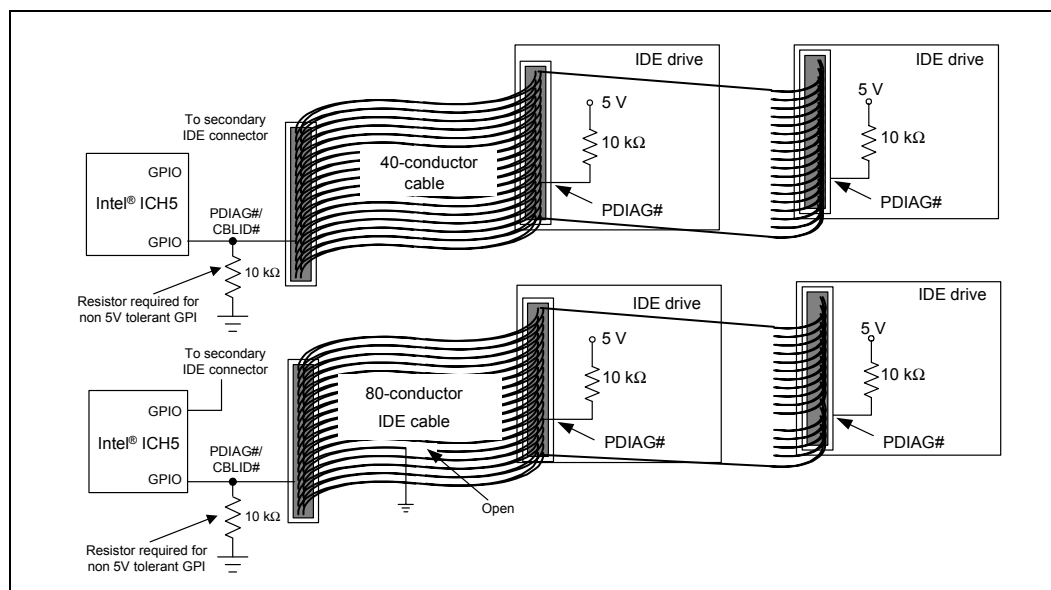 IDE drive
5 V
10 kΩ
PDIAG#
IDE drive
5 V
10 kΩ
PDIAG#
To secondary
IDE connector
40-conductor
cable
GPIO
Intel® ICH5
GPIO
PDIAG#/
CBLID#
10 kΩ
Resistor required for
non 5V tolerant GPI
IDE drive
5 V
10 kΩ
PDIAG#
IDE drive
5 V
10 kΩ
PDIAG#
To secondary
IDE connector
80-conductor
IDE cable
GPIO
Intel® ICH5
GPIO
PDIAG#/
CBLID#
Open
10 kΩ
Resistor required for
non 5V tolerant GPI